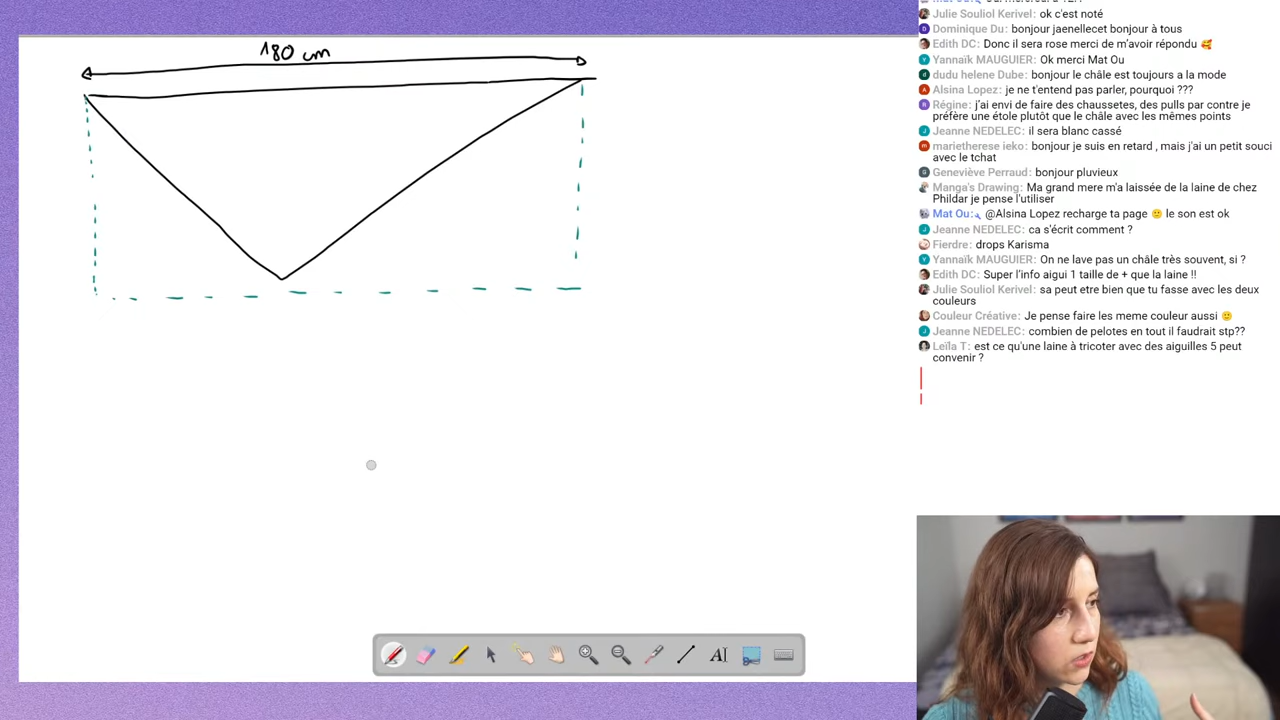 180 cm
Julie Souliol Kerivel: ok c'est noté
Dominique Du: bonjour jaenellecet bonjour à tous
Edith DC: Donc il sera rose merci de m'avoir répondu 🥰
Yannaïk MAUGUIER: Ok merci Mat Ou
dudu helene Dube: bonjour le châle est toujours a la mode
Alsina Lopez: je ne t'entend pas parler, pourquoi ???
Régine: j'ai envi de faire des chaussetes, des pulls par contre je
préfère une étole plutôt que le châle avec les mêmes points
Jeanne NEDELEC: il sera blanc cassé
marietherese ieko: bonjour je suis en retard , mais j'ai un petit souci
avec le tchat
Geneviève Perraud: bonjour pluvieux
Manga's Drawing: Ma grand mere m'a laissée de la laine de chez
Phildar je pense l'utiliser
Mat Ou: @Alsina Lopez recharge ta page 🙂 le son est ok
Jeanne NEDELEC: ca s'écrit comment ?
Fierdre: drops Karisma
Yannaïk MAUGUIER: On ne lave pas un châle très souvent, si ?
Edith DC: Super l'info aigui 1 taille de + que la laine !!
Julie Souliol Kerivel: sa peut etre bien que tu fasse avec les deux
couleurs
Couleur Créative: Je pense faire les meme couleur aussi 🙂
Jeanne NEDELEC: combien de pelotes en tout il faudrait stp??
Leïla T: est ce qu'une laine à tricoter avec des aiguilles 5 peut
convenir ?
AI